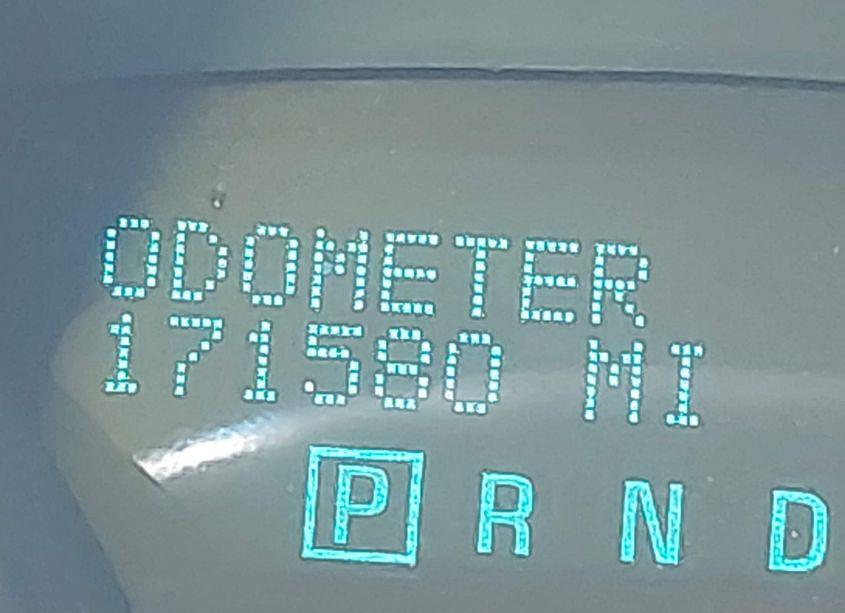 ODOMETER
171580 MI
P R N D